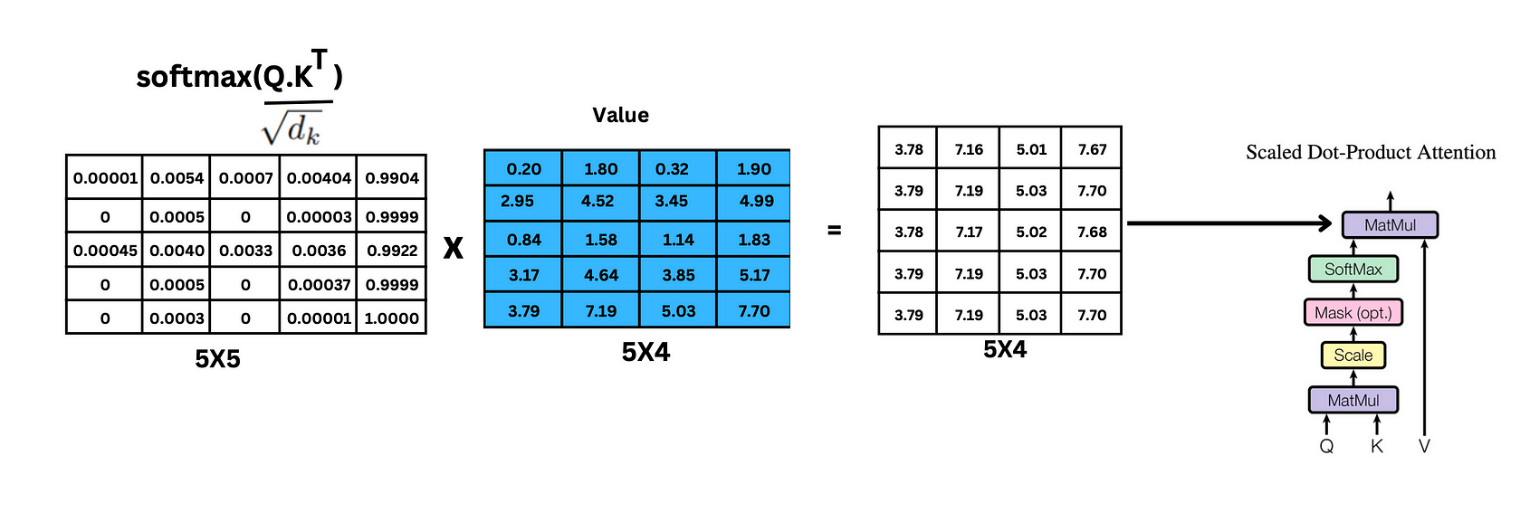 softmax(Q.K^T)
√d_k
0.00001 0.0054 0.0007 0.00404 0.9904
0 0.0005 0 0.00003 0.9999
0.00045 0.0040 0.0033 0.0036 0.9922
0 0.0005 0 0.00037 0.9999
0 0.0003 0 0.00001 1.0000
5X5
X
Value
0.20 1.80 0.32 1.90
2.95 4.52 3.45 4.99
0.84 1.58 1.14 1.83
3.17 4.64 3.85 5.17
3.79 7.19 5.03 7.70
5X4
=
3.78 7.16 5.01 7.67
3.79 7.19 5.03 7.70
3.78 7.17 5.02 7.68
3.79 7.19 5.03 7.70
3.79 7.19 5.03 7.70
5X4
Scaled Dot-Product Attention
MatMul
SoftMax
Mask (opt.)
Scale
MatMul
Q K V